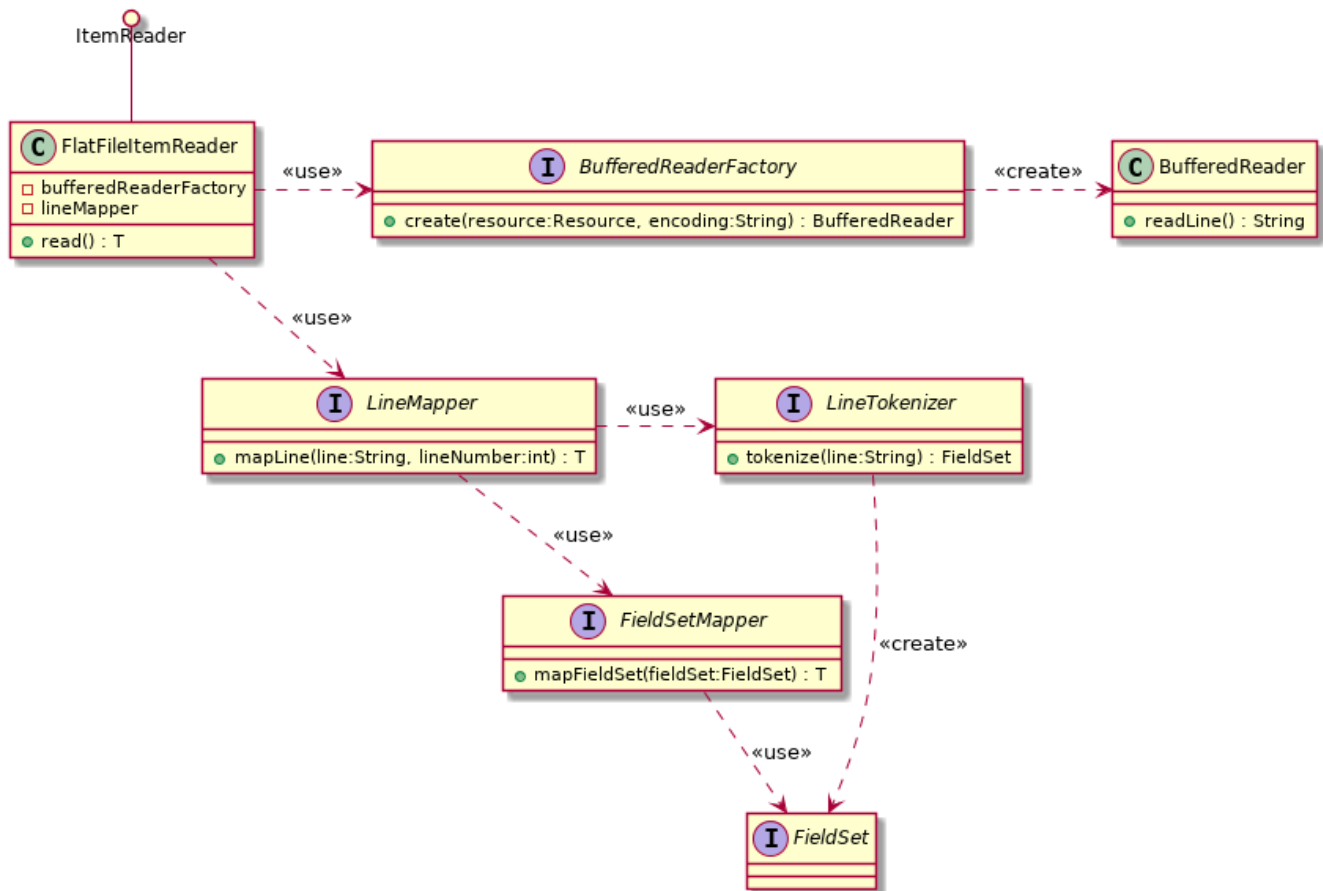 ItemReader
C FlatFileItemReader
bufferedReaderFactory
lineMapper
read() : T
«use»
I BufferedReaderFactory
create(resource:Resource, encoding:String) : BufferedReader
«create»
C BufferedReader
readLine() : String
«use»
I LineMapper
mapLine(line:String, lineNumber:int) : T
«use»
I LineTokenizer
tokenize(line:String) : FieldSet
«use»
I FieldSetMapper
mapFieldSet(fieldSet:FieldSet) : T
«create»
«use»
I FieldSet